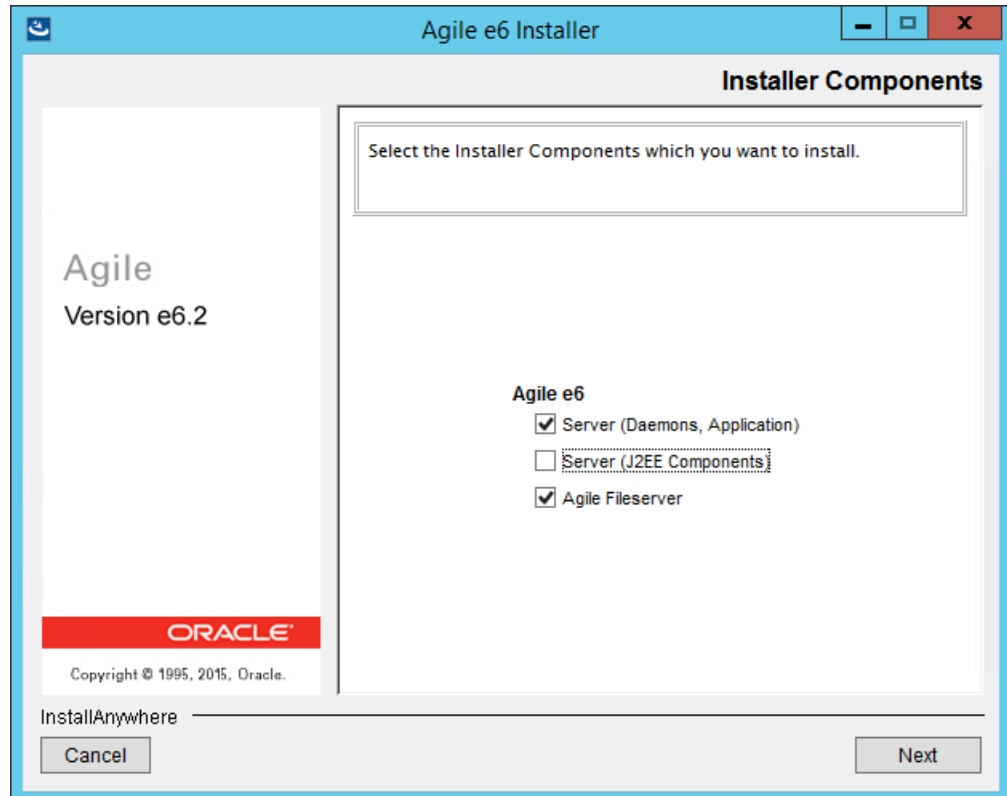 Agile e6 Installer
Installer Components
Select the Installer Components which you want to install.
Agile
Version e6.2
Agile e6
Server (Daemons, Application)
Server (J2EE Components)
Agile Fileserver
ORACLE
Copyright © 1995, 2015, Oracle.
InstallAnywhere
Cancel
Next